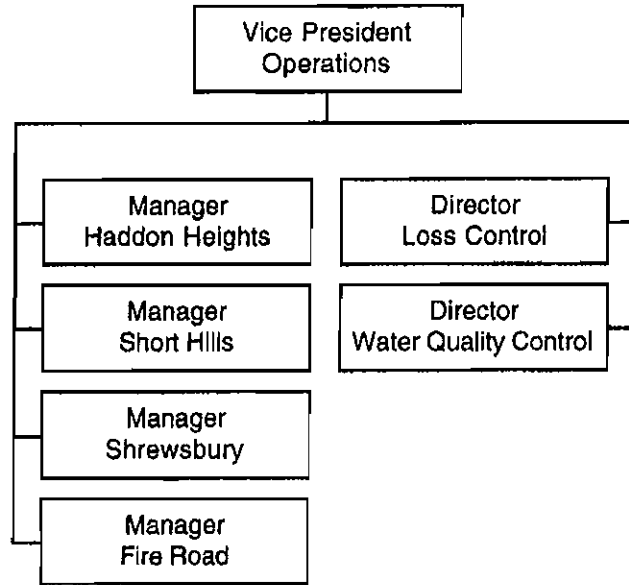 Vice President
Operations
Manager
Haddon Heights
Director
Loss Control
Manager
Short Hills
Director
Water Quality Control
Manager
Shrewsbury
Manager
Fire Road